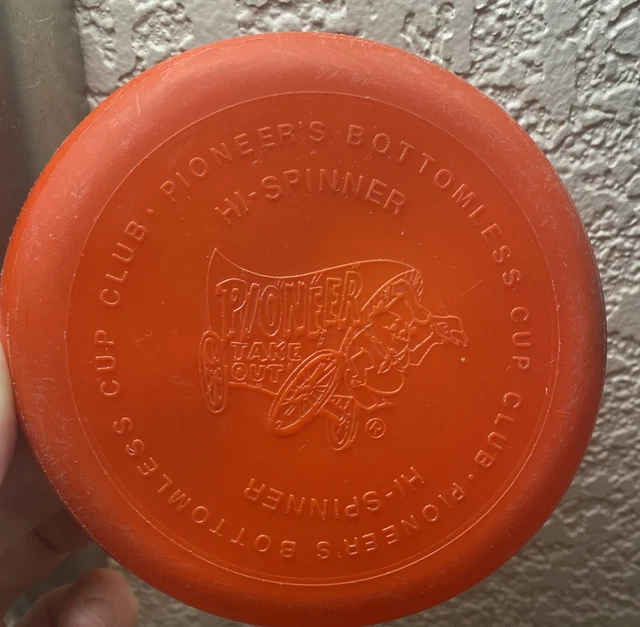 PIONEER'S BOTTOMLESS CUP CLUB · PIONEER'S BOTTOMLESS CUP CLUB ·
HI-SPINNER
PIONEER
TAKE
OUT
HI-SPINNER